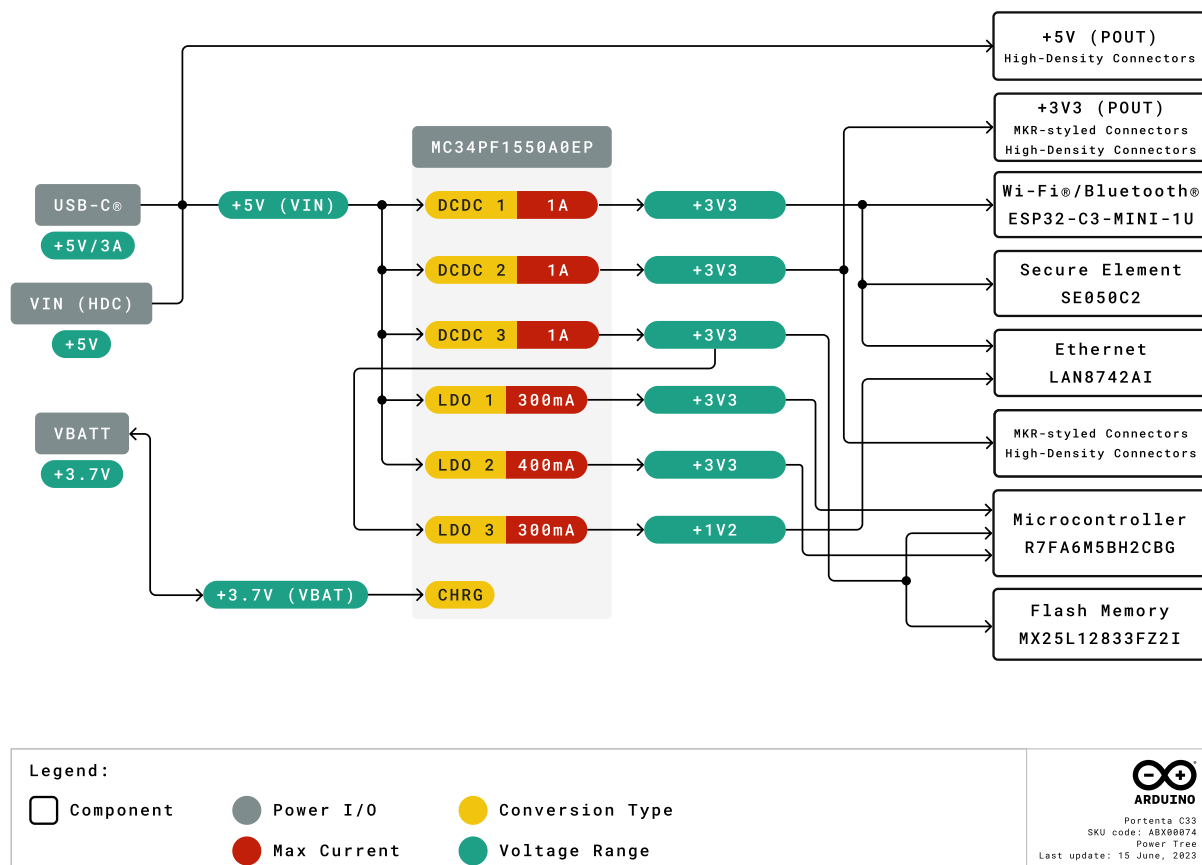 +5V (POUT)
High-Density Connectors
+3V3 (POUT)
MKR-styled Connectors
High-Density Connectors
MC34PF1550A0EP
USB-C®
+5V/3A
+5V (VIN)
DCDC 1 1A
+3V3
Wi-Fi®/Bluetooth®
ESP32-C3-MINI-1U
DCDC 2 1A
+3V3
Secure Element
SE050C2
VIN (HDC)
+5V
DCDC 3 1A
+3V3
Ethernet
LAN8742AI
LDO 1 300mA
+3V3
VBATT
+3.7V
MKR-styled Connectors
High-Density Connectors
LDO 2 400mA
+3V3
LDO 3 300mA
+1V2
Microcontroller
R7FA6M5BH2CBG
+3.7V (VBAT)
CHRG
Flash Memory
MX25L12833FZ2I
Legend:
Component
Power I/O
Conversion Type
Max Current
Voltage Range
ARDUINO
Portenta C33
SKU code: ABX00074
Power Tree
Last update: 15 June, 2023